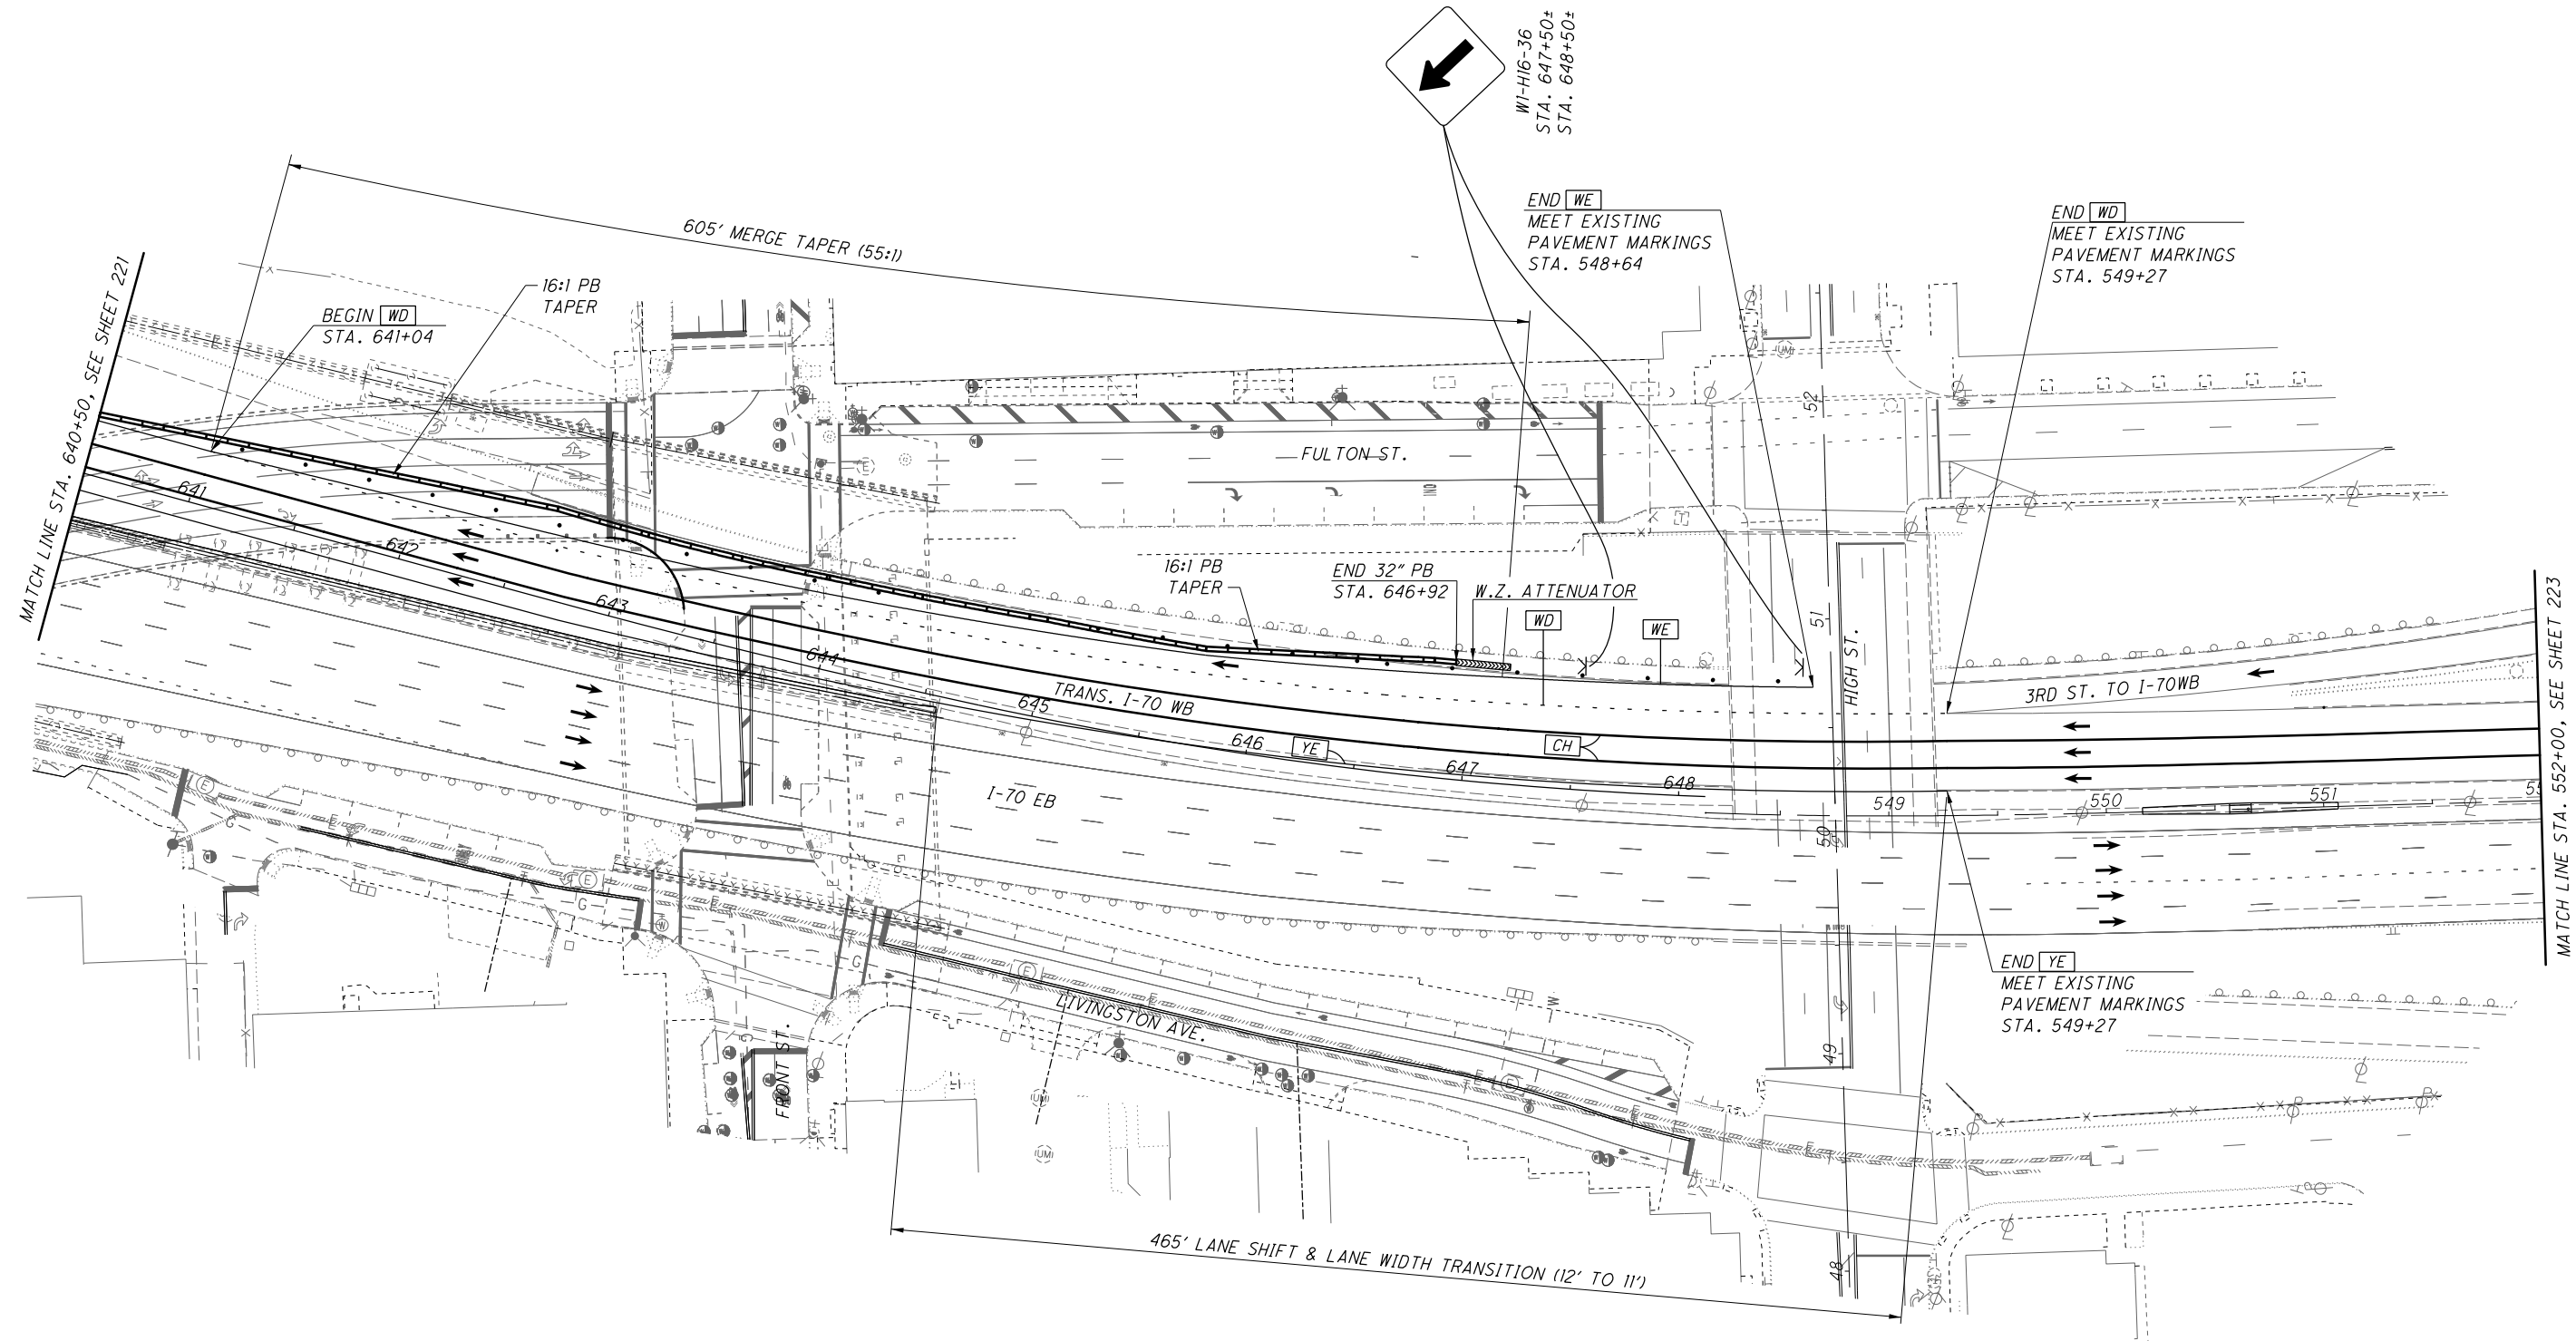 W1-H16-36
STA. 647+50±
STA. 648+50±
605' MERGE TAPER (55:1)
END WE
MEET EXISTING
PAVEMENT MARKINGS
STA. 548+64
END WD
MEET EXISTING
PAVEMENT MARKINGS
STA. 549+27
16:1 PB
TAPER
BEGIN WD
STA. 641+04
MATCH LINE STA. 640+50, SEE SHEET 221
FULTON ST.
52
641
642
643
644
645
646
647
648
549
550
551
16:1 PB
TAPER
END 32" PB
STA. 646+92
W.Z. ATTENUATOR
WD
WE
51
HIGH ST.
3RD ST. TO I-70WB
TRANS. I-70 WB
YE
CH
I-70 EB
50
MATCH LINE STA. 552+00, SEE SHEET 223
END YE
MEET EXISTING
PAVEMENT MARKINGS
STA. 549+27
LIVINGSTON AVE.
FRONT ST.
49
48
465' LANE SHIFT & LANE WIDTH TRANSITION (12' TO 11')